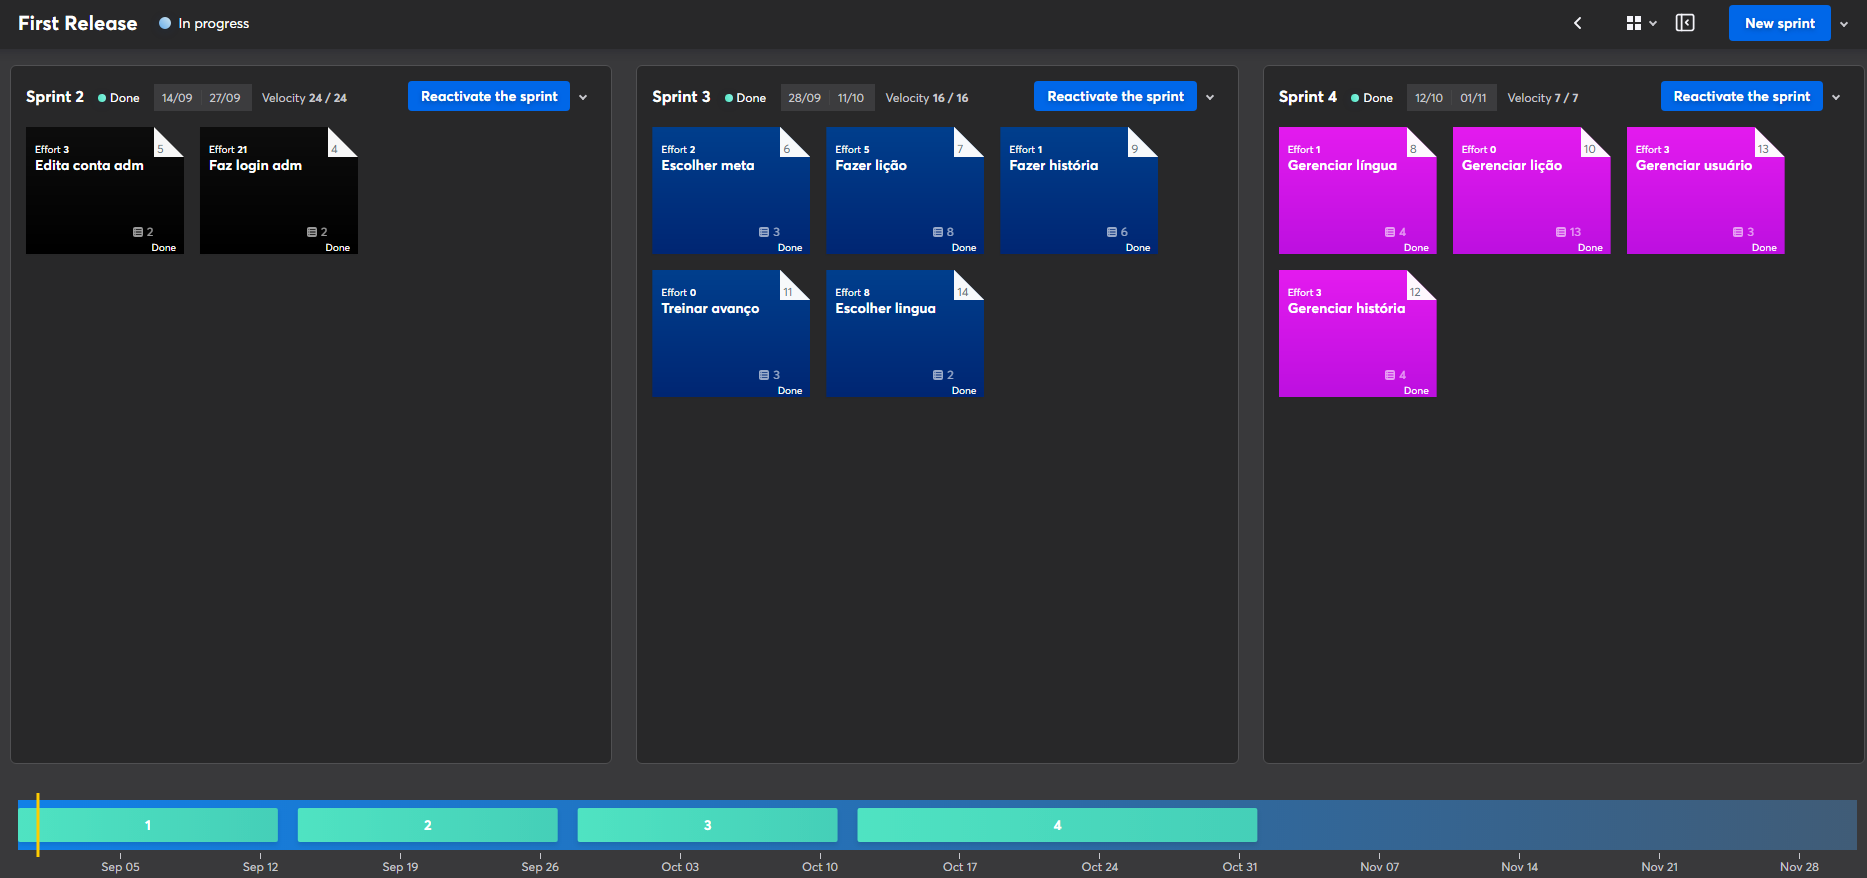 First Release In progress New sprint
Sprint 2 Done 14/09 27/09 Velocity 24 / 24 Reactivate the sprint
Effort 3 5
Edita conta adm
2
Done
Effort 21 4
Faz login adm
2
Done
Sprint 3 Done 28/09 11/10 Velocity 16 / 16 Reactivate the sprint
Effort 2 6
Escolher meta
3
Done
Effort 5 7
Fazer lição
8
Done
Effort 1 9
Fazer história
6
Done
Effort 0 11
Treinar avanço
3
Done
Effort 8 14
Escolher lingua
2
Done
Sprint 4 Done 12/10 01/11 Velocity 7 / 7 Reactivate the sprint
Effort 1 8
Gerenciar língua
4
Done
Effort 0 10
Gerenciar lição
13
Done
Effort 3 13
Gerenciar usuário
3
Done
Effort 3 12
Gerenciar história
4
Done
1 2 3 4
Sep 05 Sep 12 Sep 19 Sep 26 Oct 03 Oct 10 Oct 17 Oct 24 Oct 31 Nov 07 Nov 14 Nov 21 Nov 28